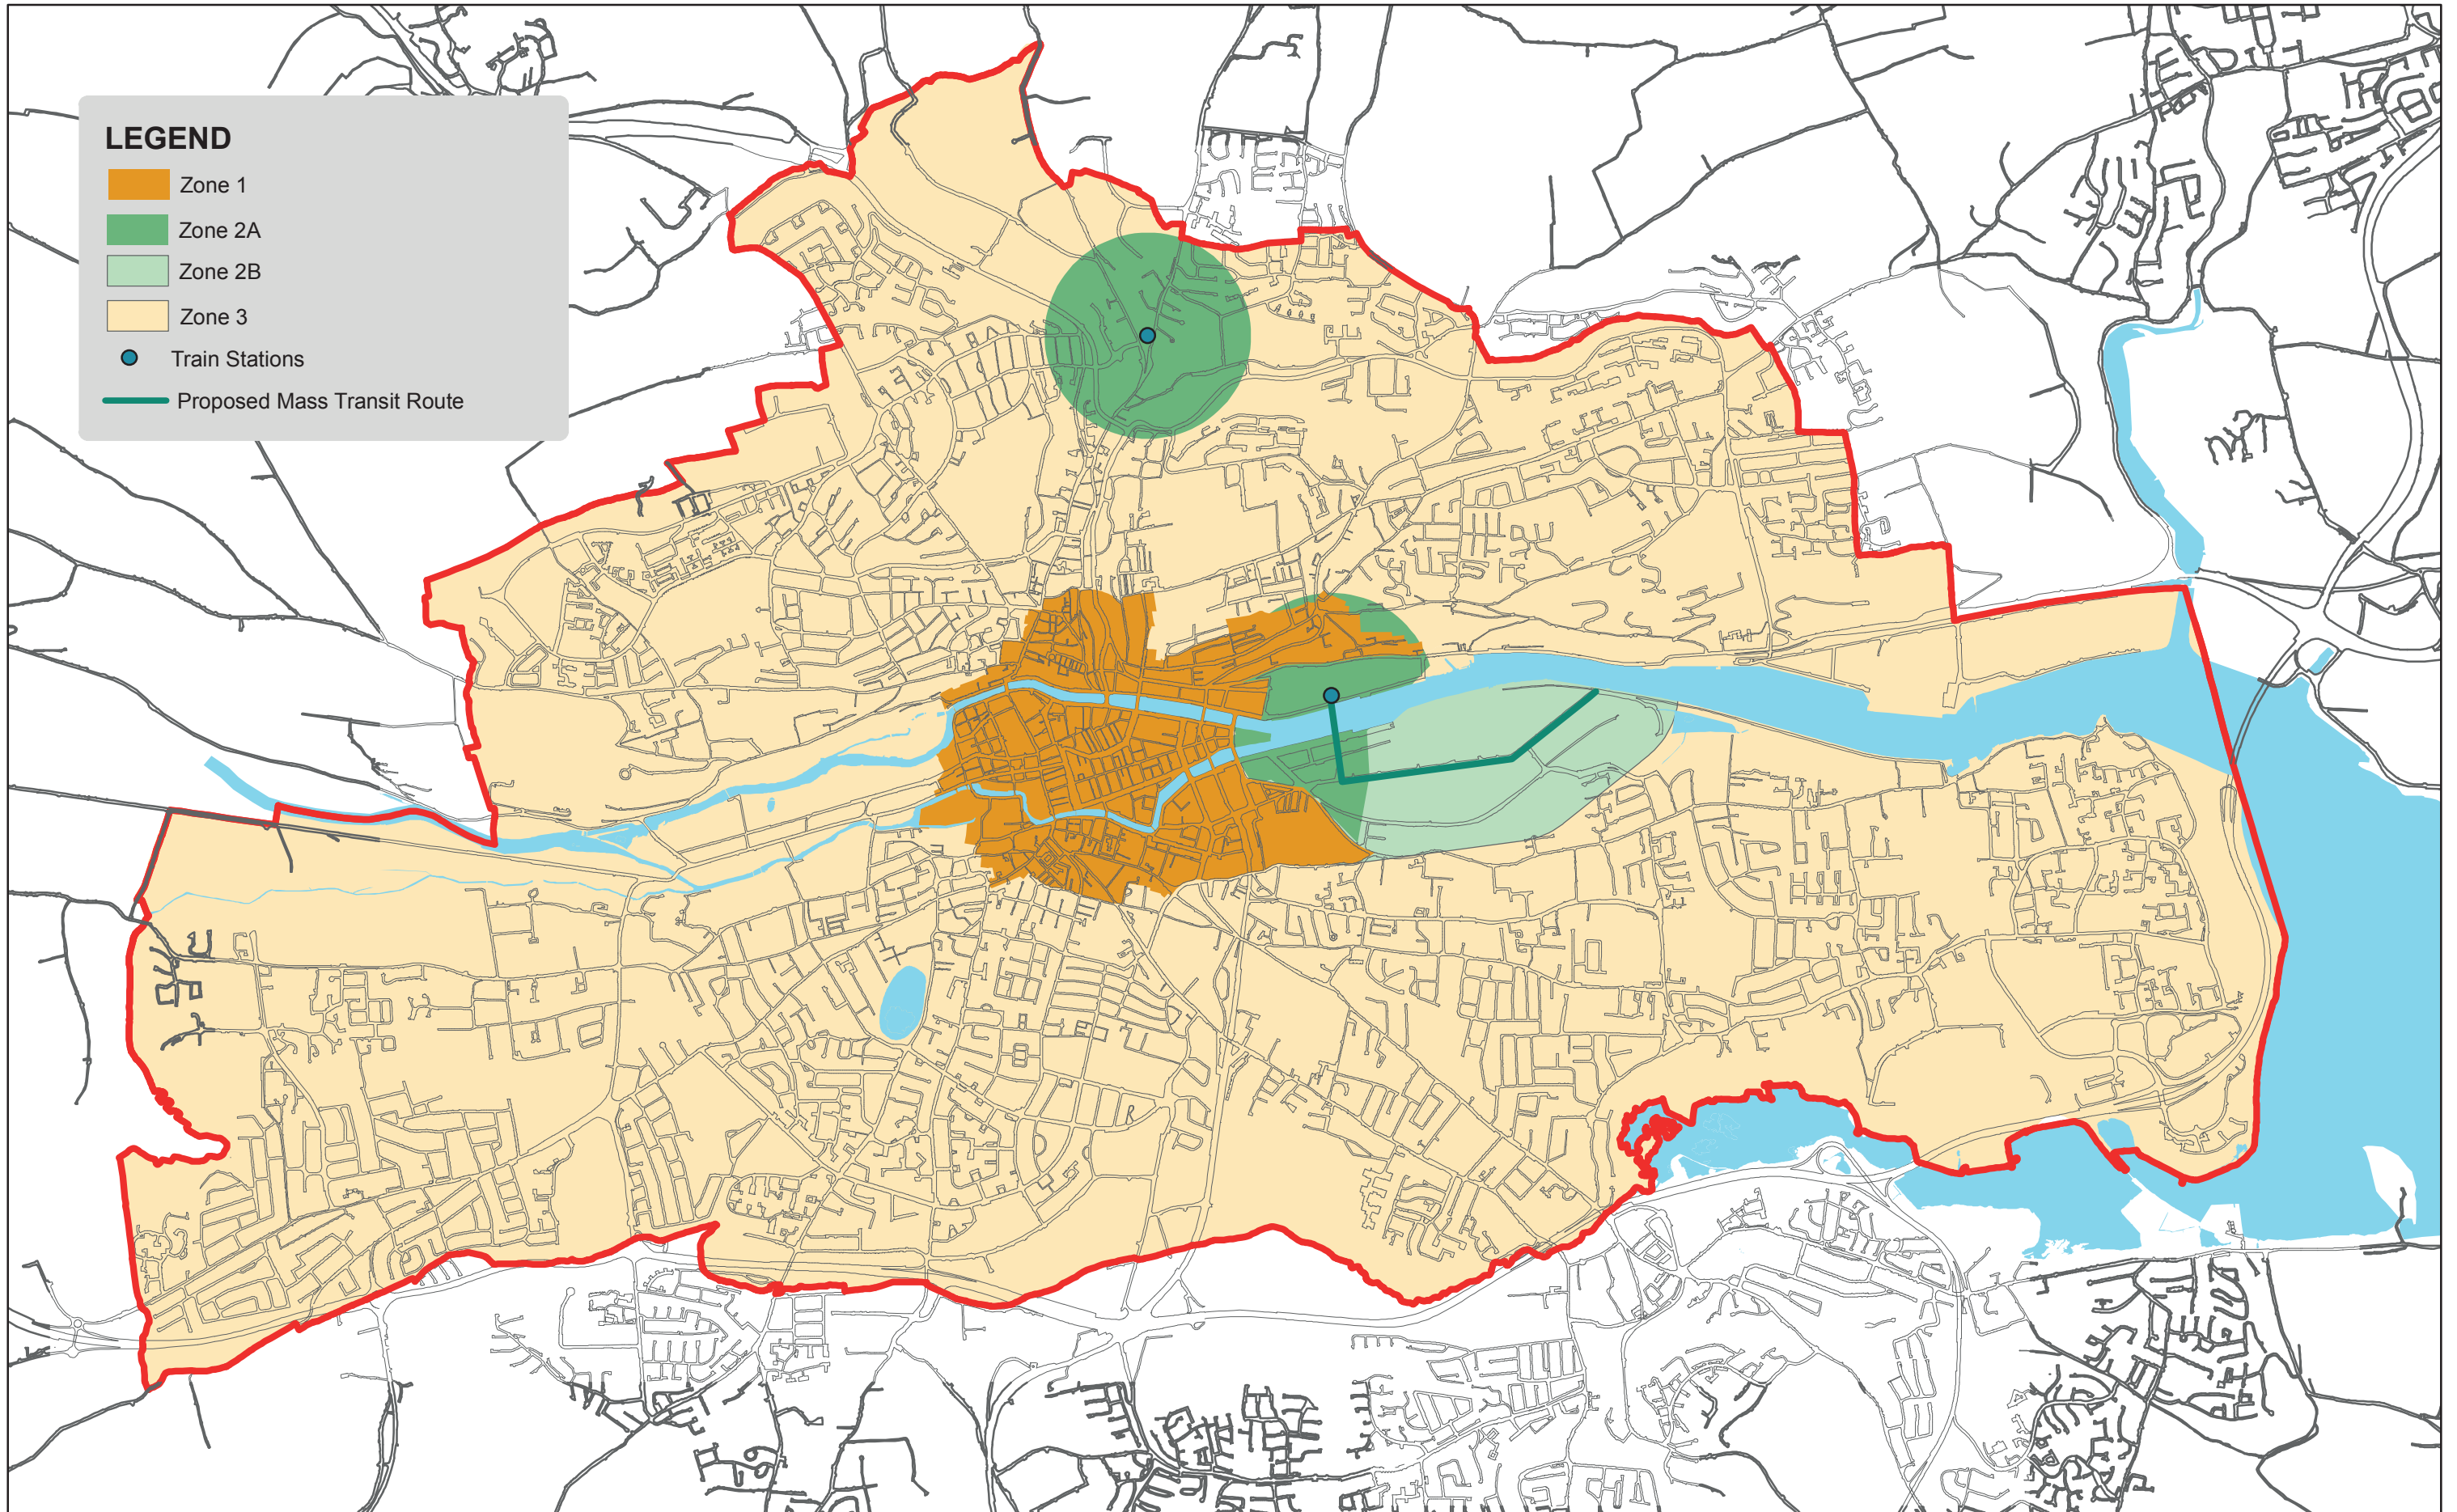 LEGEND
Zone 1
Zone 2A
Zone 2B
Zone 3
Train Stations
Proposed Mass Transit Route